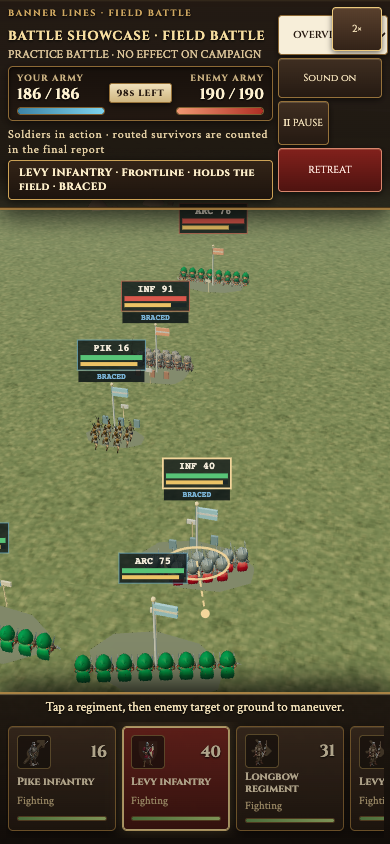 BANNER LINES · FIELD BATTLE
BATTLE SHOWCASE · FIELD BATTLE
PRACTICE BATTLE · NO EFFECT ON CAMPAIGN
YOUR ARMY
186 / 186
98S LEFT
ENEMY ARMY
190 / 190
Soldiers in action · routed survivors are counted
in the final report
LEVY INFANTRY · FRONTLINE · HOLDS THE
FIELD · BRACED
2×
SOUND ON
II PAUSE
RETREAT
ARC 76
INF 91
BRACED
PIK 16
BRACED
INF 40
BRACED
ARC 75
Tap a regiment, then enemy target or ground to maneuver.
16
PIKE INFANTRY
Fighting
40
LEVY INFANTRY
Fighting
31
LONGBOW
REGIMENT
Fighting